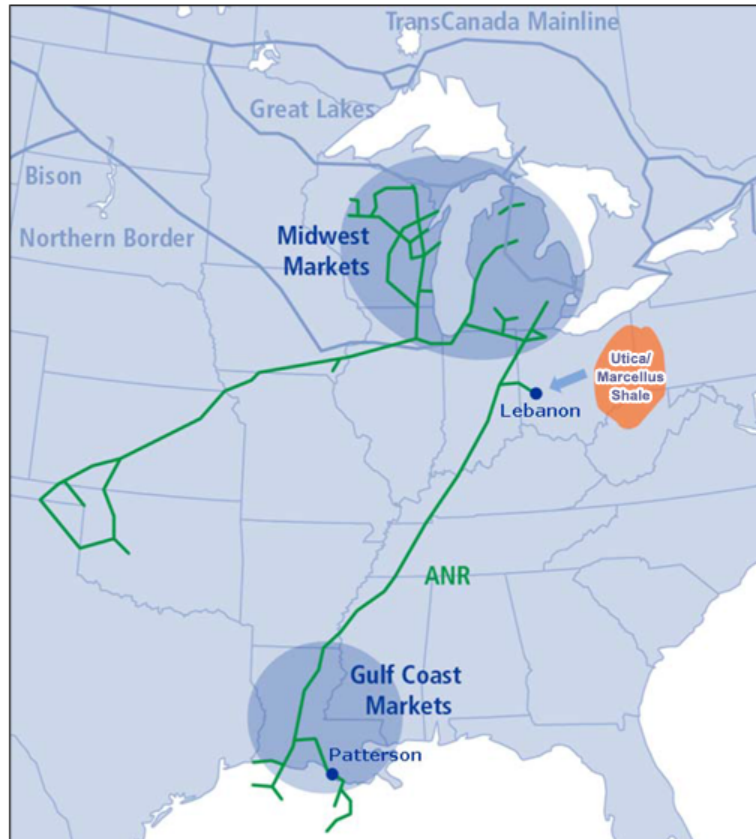 TransCanada Mainline
Great Lakes
Bison
Northern Border
Midwest
Markets
Utica/
Marcellus
Shale
Lebanon
ANR
Gulf Coast
Markets
Patterson